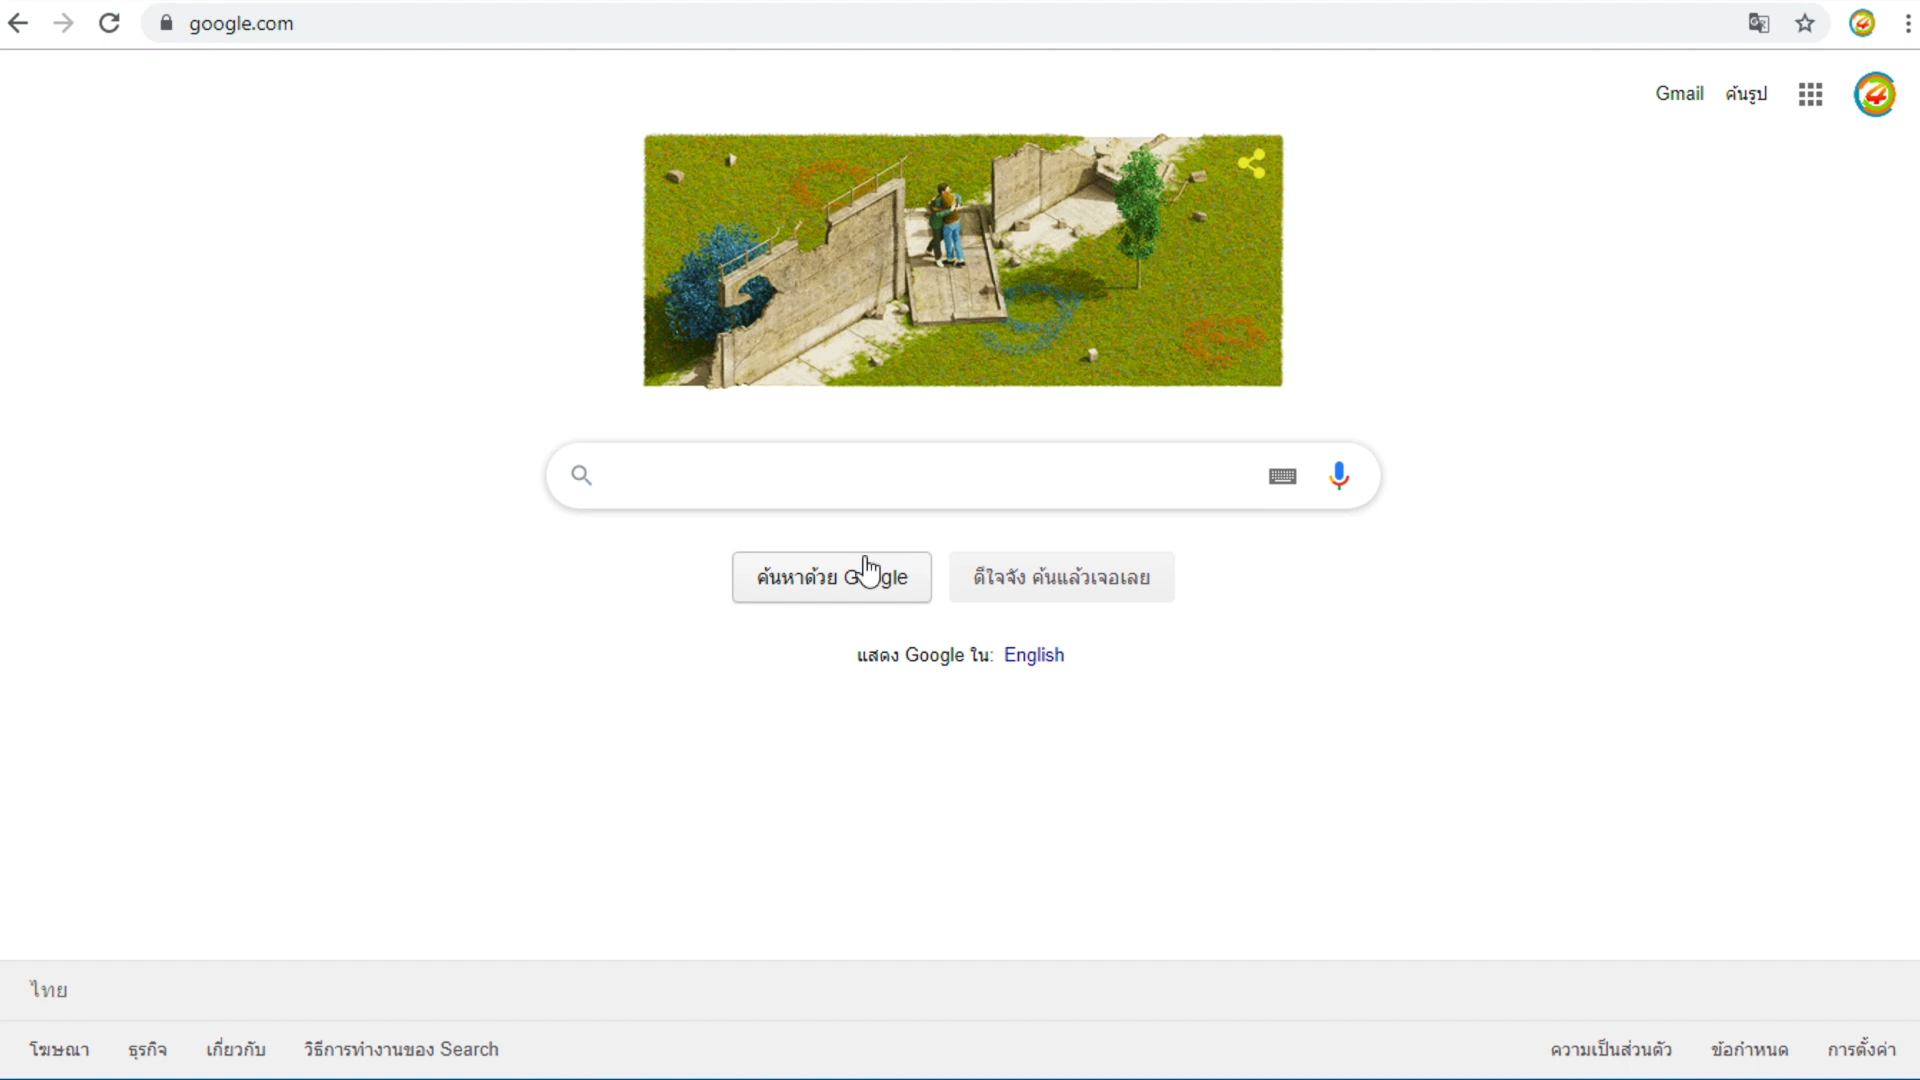 google.com
Gmail ค้นรูป
ค้นหาด้วย Google ดีใจจัง ค้นแล้วเจอเลย
แสดง Google ใน: English
ไทย
โฆษณา ธุรกิจ เกี่ยวกับ วิธีการทำงานของ Search ความเป็นส่วนตัว ข้อกำหนด การตั้งค่า